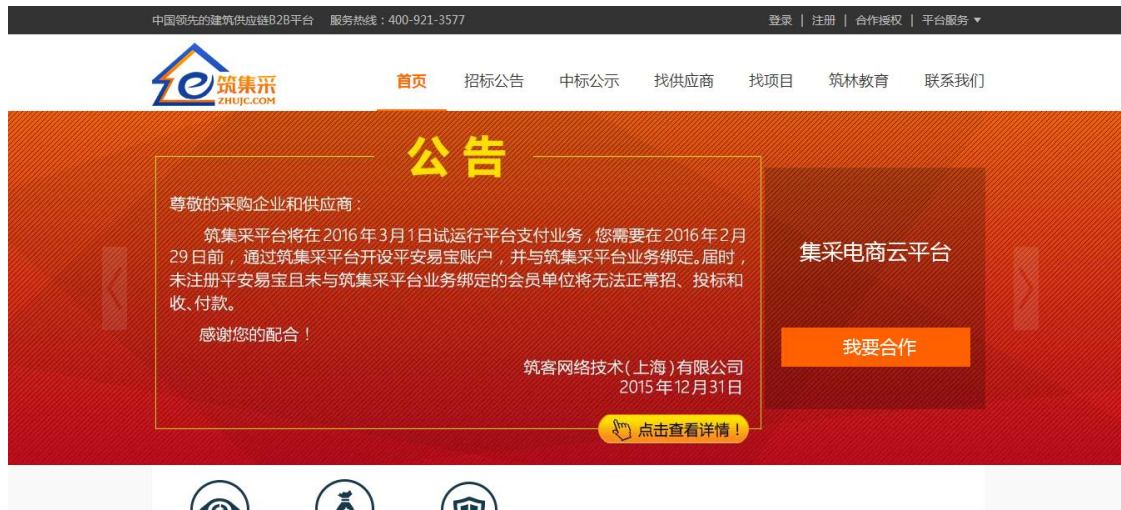 中国领先的建筑供应链B2B平台 服务热线：400-921-3577
登录 | 注册 | 合作授权 | 平台服务 ▼
筑集采
ZHUJC.COM
首页 招标公告 中标公示 找供应商 找项目 筑林教育 联系我们
公告
尊敬的采购企业和供应商：
筑集采平台将在2016年3月1日试运行平台支付业务，您需要在2016年2月
29日前，通过筑集采平台开设平安易宝账户，并与筑集采平台业务绑定。届时，
未注册平安易宝且未与筑集采平台业务绑定的会员单位将无法正常招、投标和
收、付款。
感谢您的配合！
筑客网络技术(上海)有限公司
2015年12月31日
点击查看详情！
集采电商云平台
我要合作